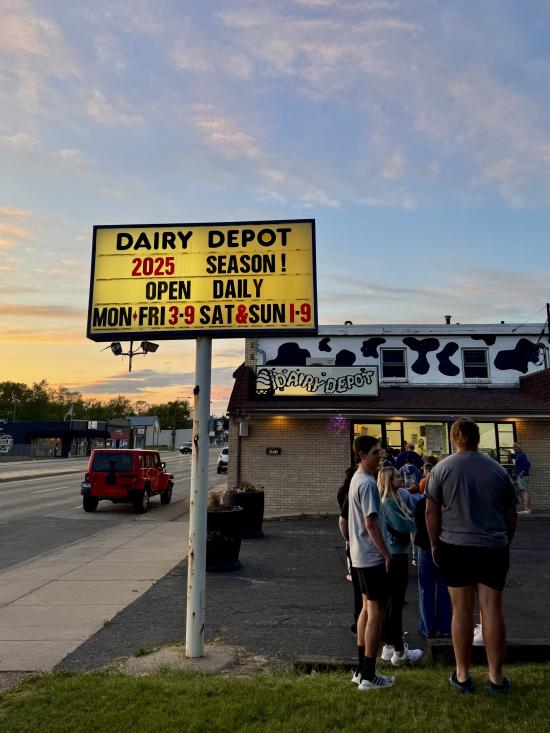 DAIRY DEPOT
2025 SEASON!
OPEN DAILY
MON•FRI 3-9 SAT&SUN 1-9
DAIRY DEPOT